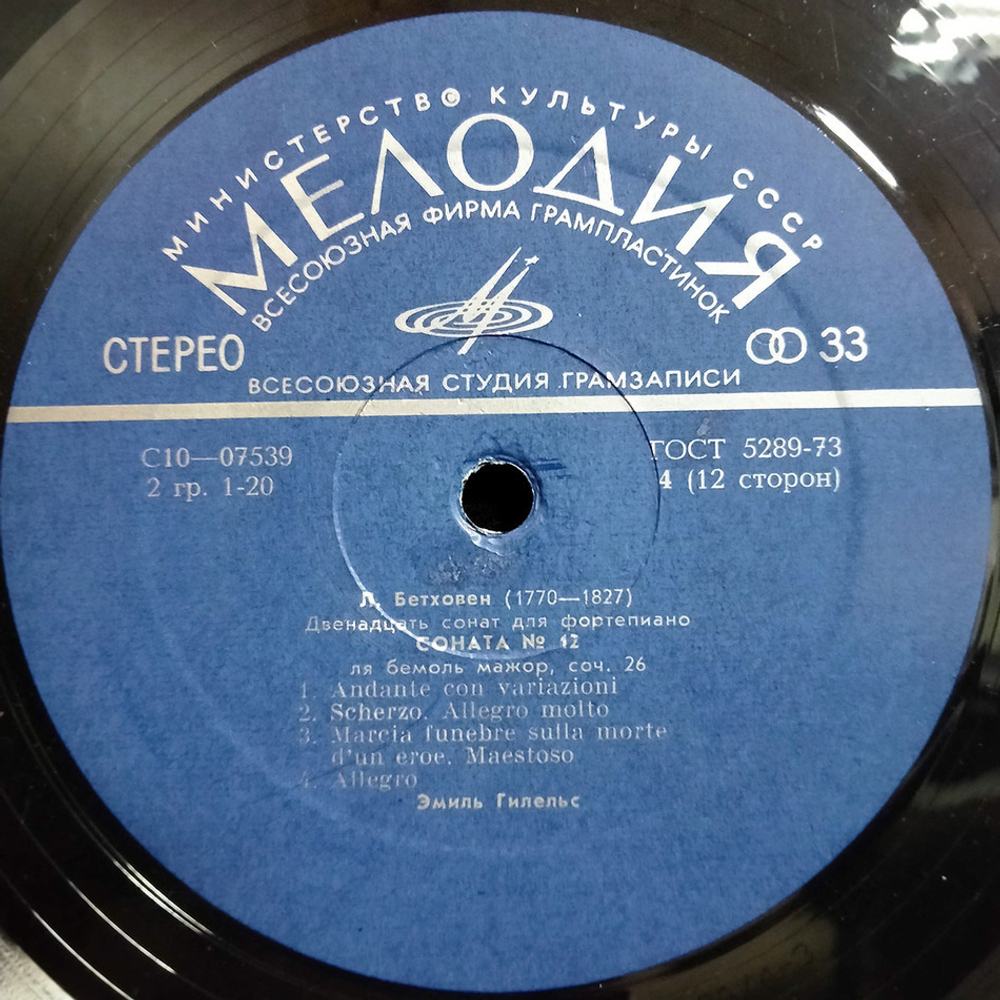 МИНИСТЕРСТВО КУЛЬТУРЫ СССР
МЕЛОДИЯ
ВСЕСОЮЗНАЯ ФИРМА ГРАМПЛАСТИНОК
СТЕРЕО
33
ВСЕСОЮЗНАЯ СТУДИЯ ГРАМЗАПИСИ
С10—07539
ГОСТ 5289-73
2 гр. 1-20
4 (12 сторон)
Л. Бетховен (1770—1827)
Двенадцать сонат для фортепиано
СОНАТА № 12
ля бемоль мажор, соч. 26
1. Andante con variazioni
2. Scherzo. Allegro molto
3. Marcia funebre sulla morte
d'un eroe. Maestoso
4. Allegro
Эмиль Гилельс